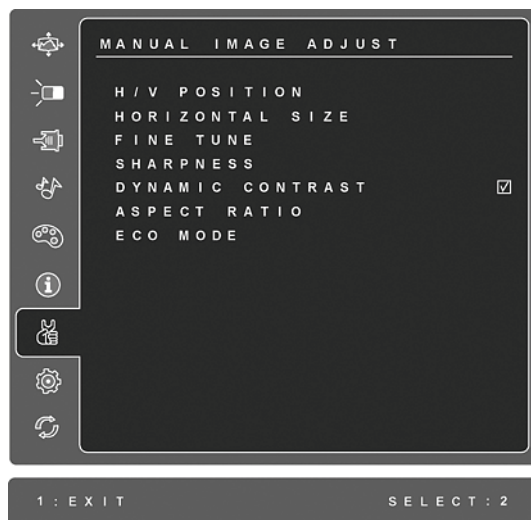 MANUAL IMAGE ADJUST
H/V POSITION
HORIZONTAL SIZE
FINE TUNE
SHARPNESS
DYNAMIC CONTRAST
ASPECT RATIO
ECO MODE
1:EXIT SELECT:2